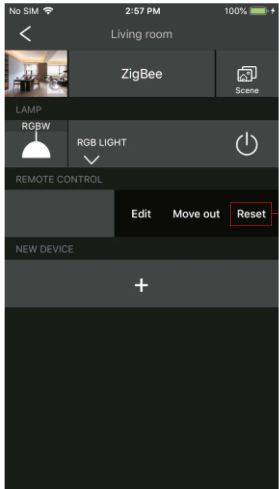 No SIM 2:57 PM 100%
Living room
ZigBee
Scene
LAMP
RGBW
RGB LIGHT
REMOTE CONTROL
Edit Move out Reset
NEW DEVICE
+